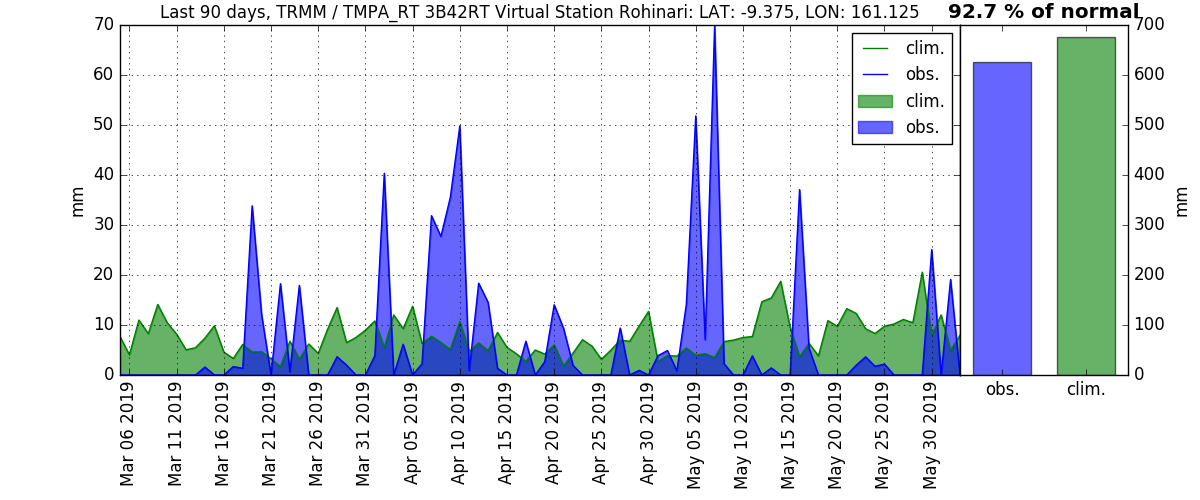 Last 90 days, TRMM / TMPA_RT 3B42RT Virtual Station Rohinari: LAT: -9.375, LON: 161.125
92.7 % of normal
70
60
50
40
30
20
10
0
mm
clim.
obs.
clim.
obs.
Mar 06 2019
Mar 11 2019
Mar 16 2019
Mar 21 2019
Mar 26 2019
Mar 31 2019
Apr 05 2019
Apr 10 2019
Apr 15 2019
Apr 20 2019
Apr 25 2019
Apr 30 2019
May 05 2019
May 10 2019
May 15 2019
May 20 2019
May 25 2019
May 30 2019
700
600
500
400
300
200
100
0
mm
obs.
clim.